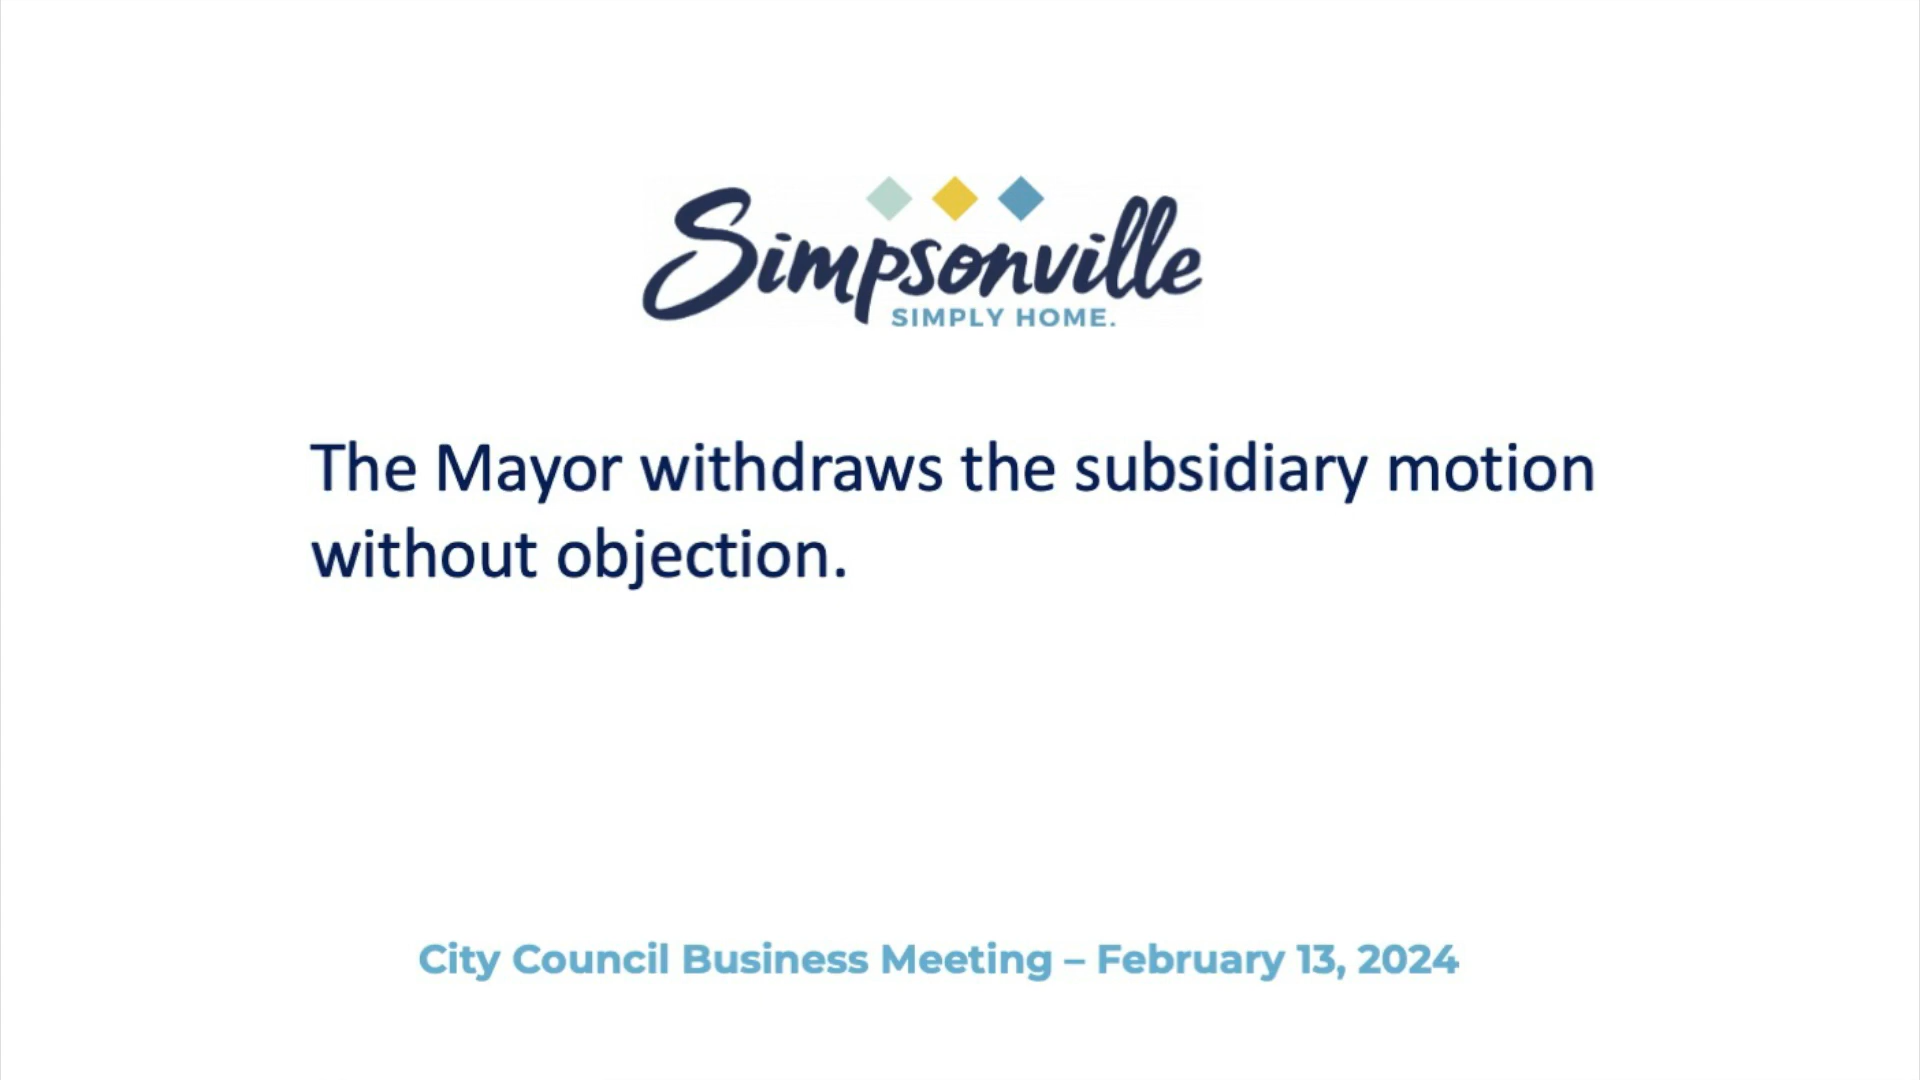 Simpsonville
SIMPLY HOME.
The Mayor withdraws the subsidiary motion
without objection.
City Council Business Meeting – February 13, 2024